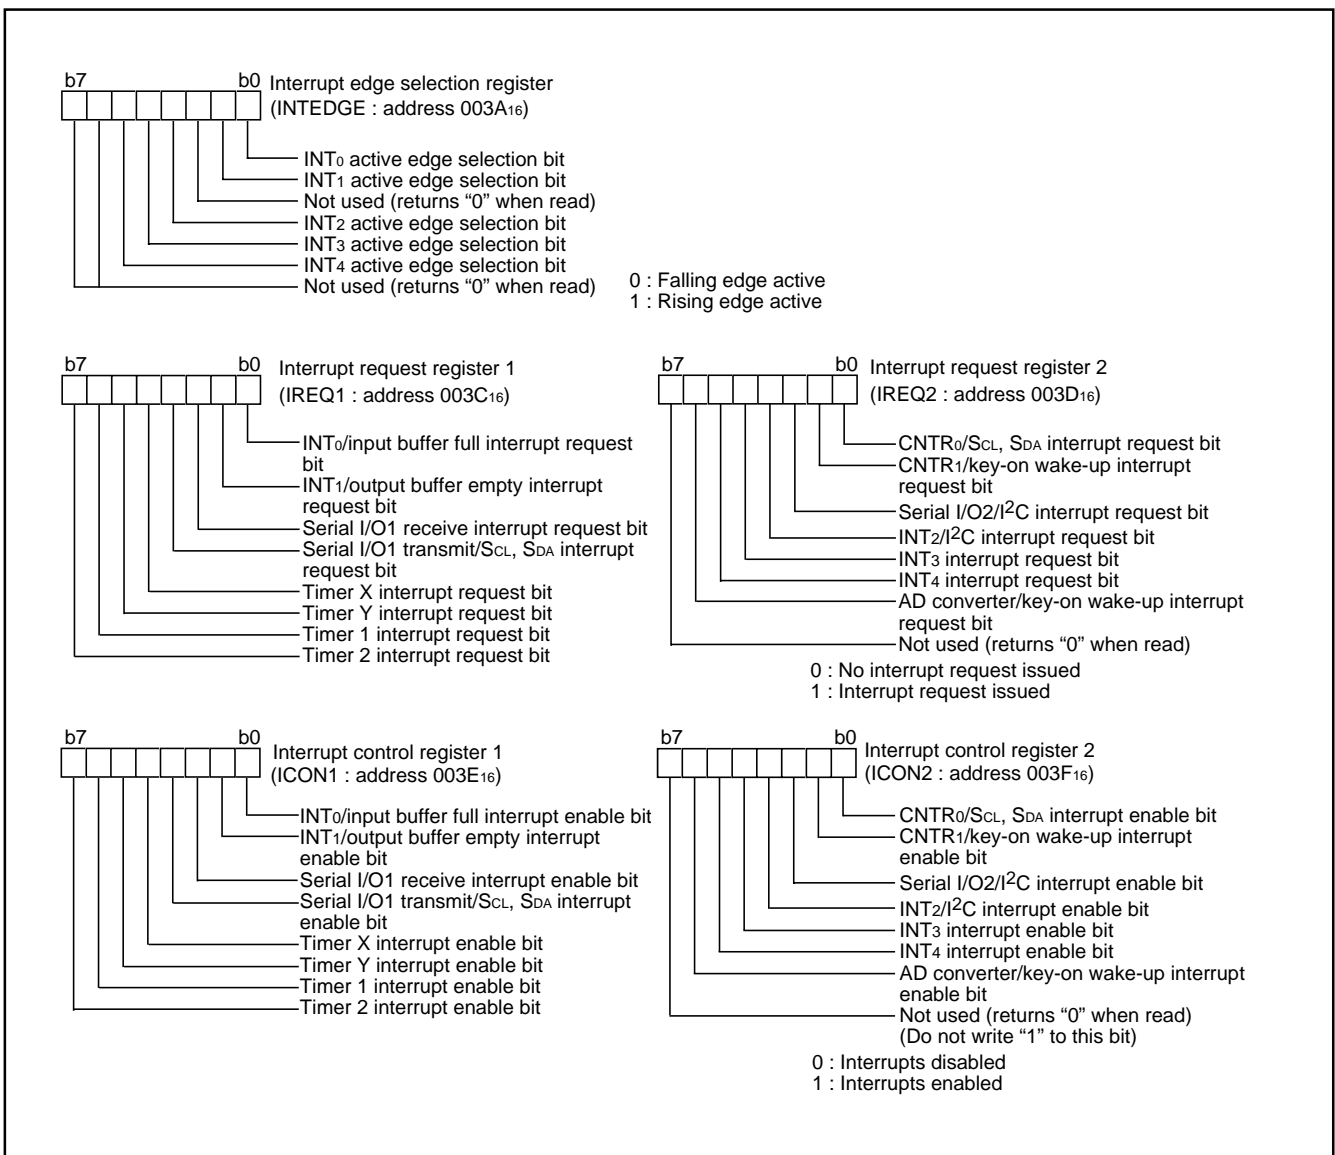 b7 b0 Interrupt edge selection register
(INTEDGE : address 003A16)
INT0 active edge selection bit
INT1 active edge selection bit
Not used (returns “0” when read)
INT2 active edge selection bit
INT3 active edge selection bit
INT4 active edge selection bit
Not used (returns “0” when read)
0 : Falling edge active
1 : Rising edge active
b7 b0 Interrupt request register 1
(IREQ1 : address 003C16)
INT0/input buffer full interrupt request
bit
INT1/output buffer empty interrupt
request bit
Serial I/O1 receive interrupt request bit
Serial I/O1 transmit/SCL, SDA interrupt
request bit
Timer X interrupt request bit
Timer Y interrupt request bit
Timer 1 interrupt request bit
Timer 2 interrupt request bit
b7 b0 Interrupt request register 2
(IREQ2 : address 003D16)
CNTR0/SCL, SDA interrupt request bit
CNTR1/key-on wake-up interrupt
request bit
Serial I/O2/I2C interrupt request bit
INT2/I2C interrupt request bit
INT3 interrupt request bit
INT4 interrupt request bit
AD converter/key-on wake-up interrupt
request bit
Not used (returns “0” when read)
0 : No interrupt request issued
1 : Interrupt request issued
b7 b0 Interrupt control register 1
(ICON1 : address 003E16)
INT0/input buffer full interrupt enable bit
INT1/output buffer empty interrupt
enable bit
Serial I/O1 receive interrupt enable bit
Serial I/O1 transmit/SCL, SDA interrupt
enable bit
Timer X interrupt enable bit
Timer Y interrupt enable bit
Timer 1 interrupt enable bit
Timer 2 interrupt enable bit
b7 b0 Interrupt control register 2
(ICON2 : address 003F16)
CNTR0/SCL, SDA interrupt enable bit
CNTR1/key-on wake-up interrupt
enable bit
Serial I/O2/I2C interrupt enable bit
INT2/I2C interrupt enable bit
INT3 interrupt enable bit
INT4 interrupt enable bit
AD converter/key-on wake-up interrupt
enable bit
Not used (returns “0” when read)
(Do not write “1” to this bit)
0 : Interrupts disabled
1 : Interrupts enabled